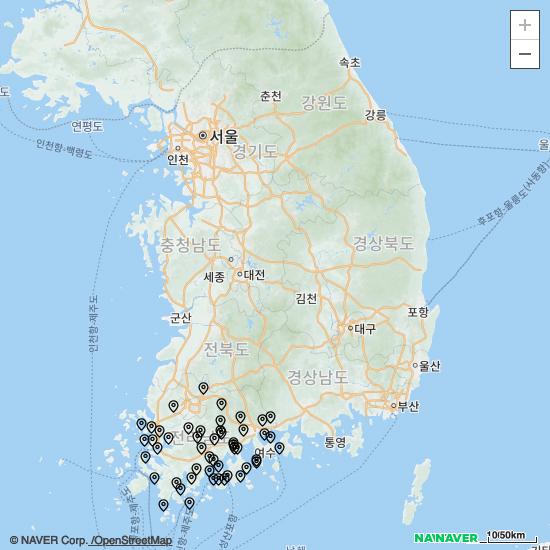 +
−
속초
춘천
강원도
강릉
도
연평도
서울
울
인천항-백령도
인천
경기도
후포항-울릉도(사동항)
충청남도
경상북도
세종
대전
김천
인천항-제주도
군산
포항
대구
전북도
울산
경상남도
부산
여수
통영
© NAVER Corp. /OpenStreetMap
NAVER
10/50km